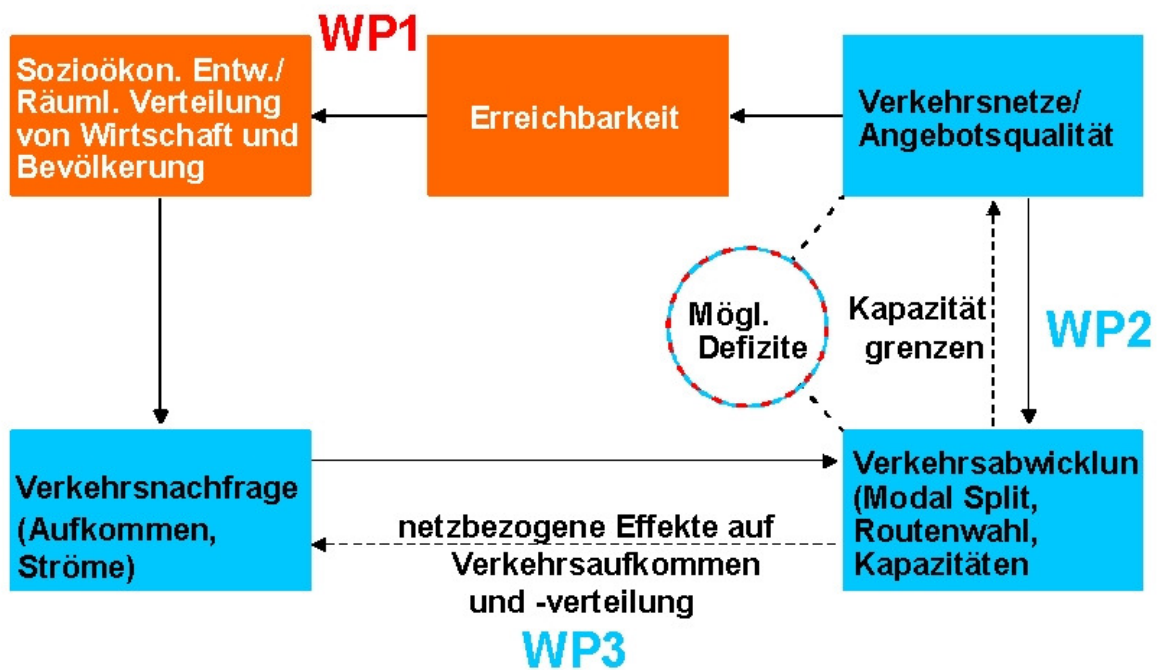 WP1
Sozioökon. Entw./
Räuml. Verteilung
von Wirtschaft und
Bevölkerung
Erreichbarkeit
Verkehrsnetze/
Angebotsqualität
Mögl.
Defizite
Kapazität
grenzen
WP2
Verkehrsnachfrage
(Aufkommen,
Ströme)
netzbezogene Effekte auf
Verkehrsaufkommen
und -verteilung
WP3
Verkehrsabwicklun
(Modal Split,
Routenwahl,
Kapazitäten